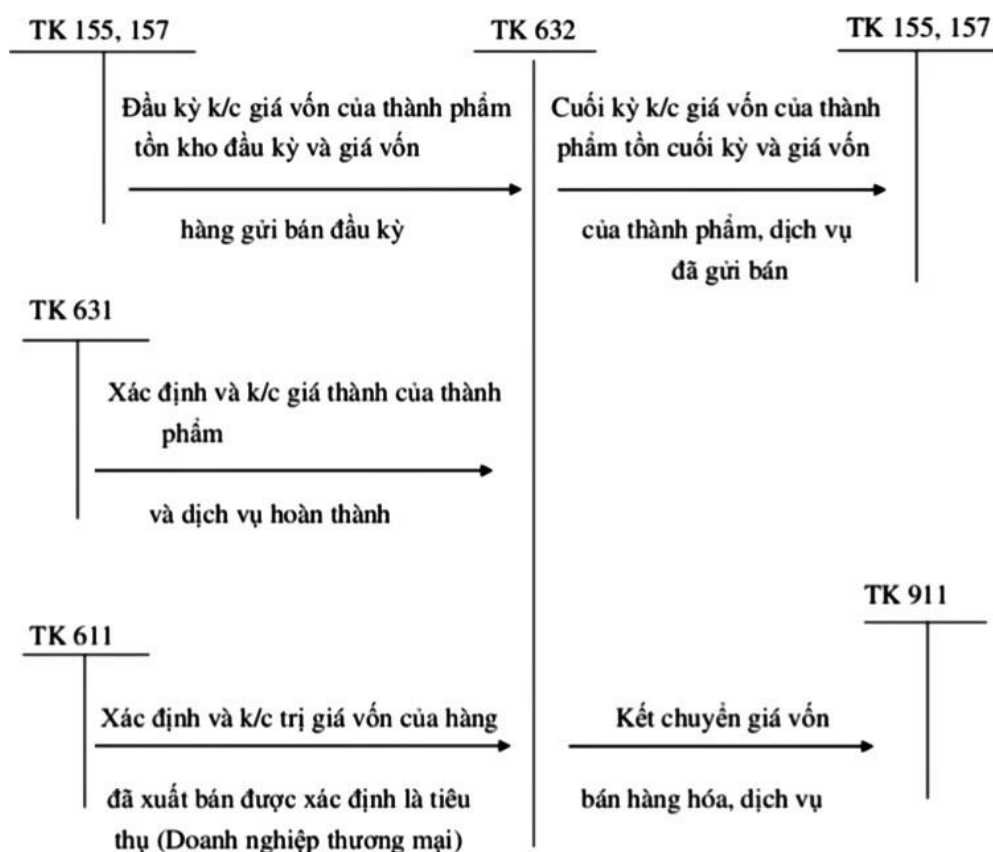 TK 155, 157
TK 632
TK 155, 157
Đầu kỳ k/c giá vốn của thành phẩm
tồn kho đầu kỳ và giá vốn
hàng gửi bán đầu kỳ
Cuối kỳ k/c giá vốn của thành
phẩm tồn cuối kỳ và giá vốn
của thành phẩm, dịch vụ
đã gửi bán
TK 631
Xác định và k/c giá thành của thành
phẩm
và dịch vụ hoàn thành
TK 611
Xác định và k/c trị giá vốn của hàng
đã xuất bán được xác định là tiêu
thụ (Doanh nghiệp thương mại)
TK 911
Kết chuyển giá vốn
bán hàng hóa, dịch vụ